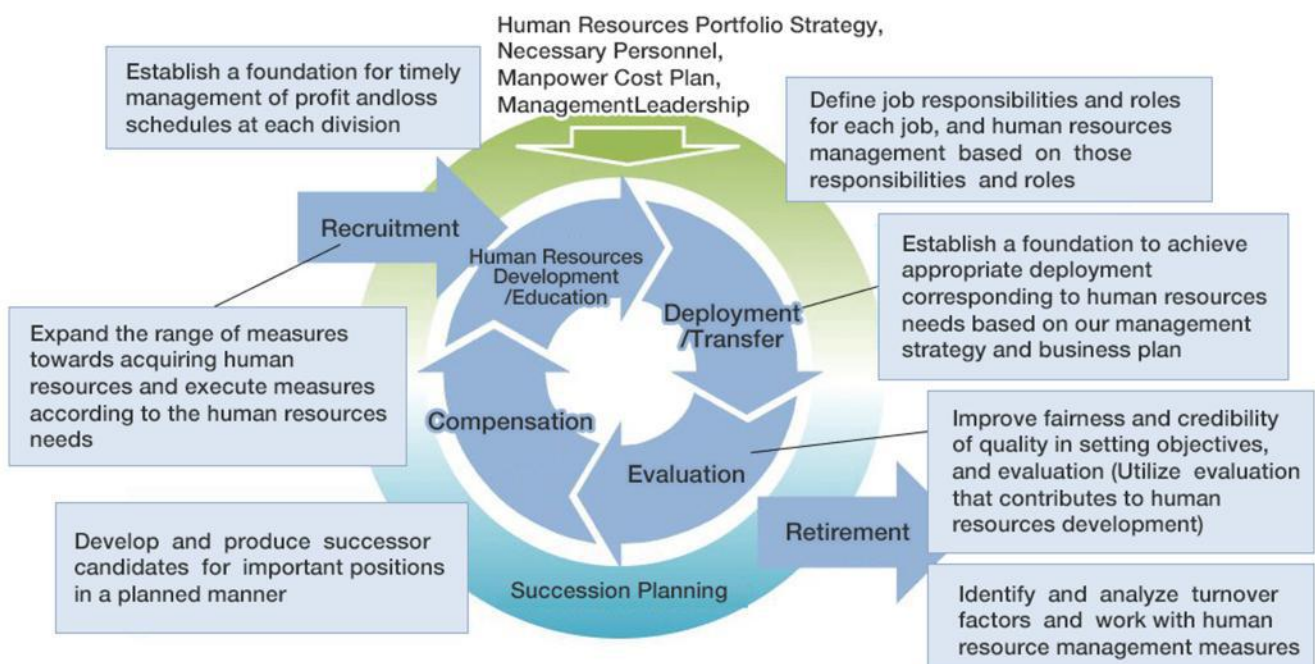 Human Resources Portfolio Strategy,
Necessary Personnel,
Manpower Cost Plan,
ManagementLeadership
Establish a foundation for timely
management of profit andloss
schedules at each division
Define job responsibilities and roles
for each job, and human resources
management based on those
responsibilities and roles
Recruitment
Human Resources
Development
/Education
Deployment
/Transfer
Establish a foundation to achieve
appropriate deployment
corresponding to human resources
needs based on our management
strategy and business plan
Expand the range of measures
towards acquiring human
resources and execute measures
according to the human resources
needs
Compensation
Evaluation
Improve fairness and credibility
of quality in setting objectives,
and evaluation (Utilize evaluation
that contributes to human
resources development)
Retirement
Develop and produce successor
candidates for important positions
in a planned manner
Succession Planning
Identify and analyze turnover
factors and work with human
resource management measures